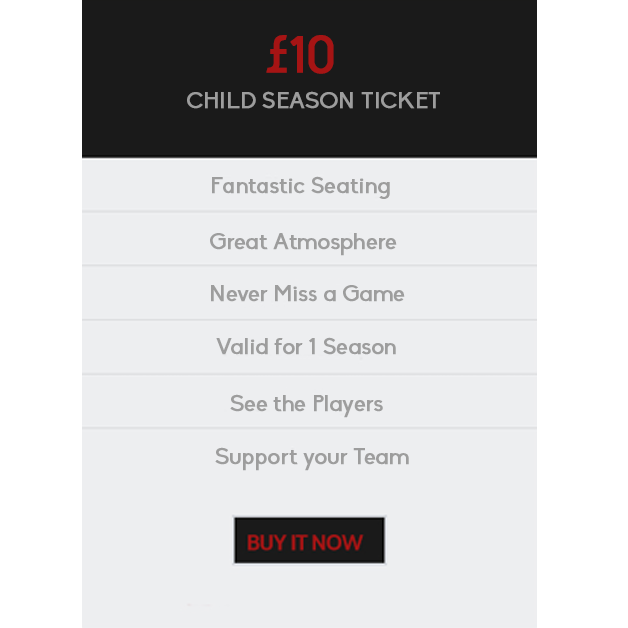 £10
CHILD SEASON TICKET
Fantastic Seating
Great Atmosphere
Never Miss a Game
Valid for 1 Season
See the Players
Support your Team
BUY IT NOW